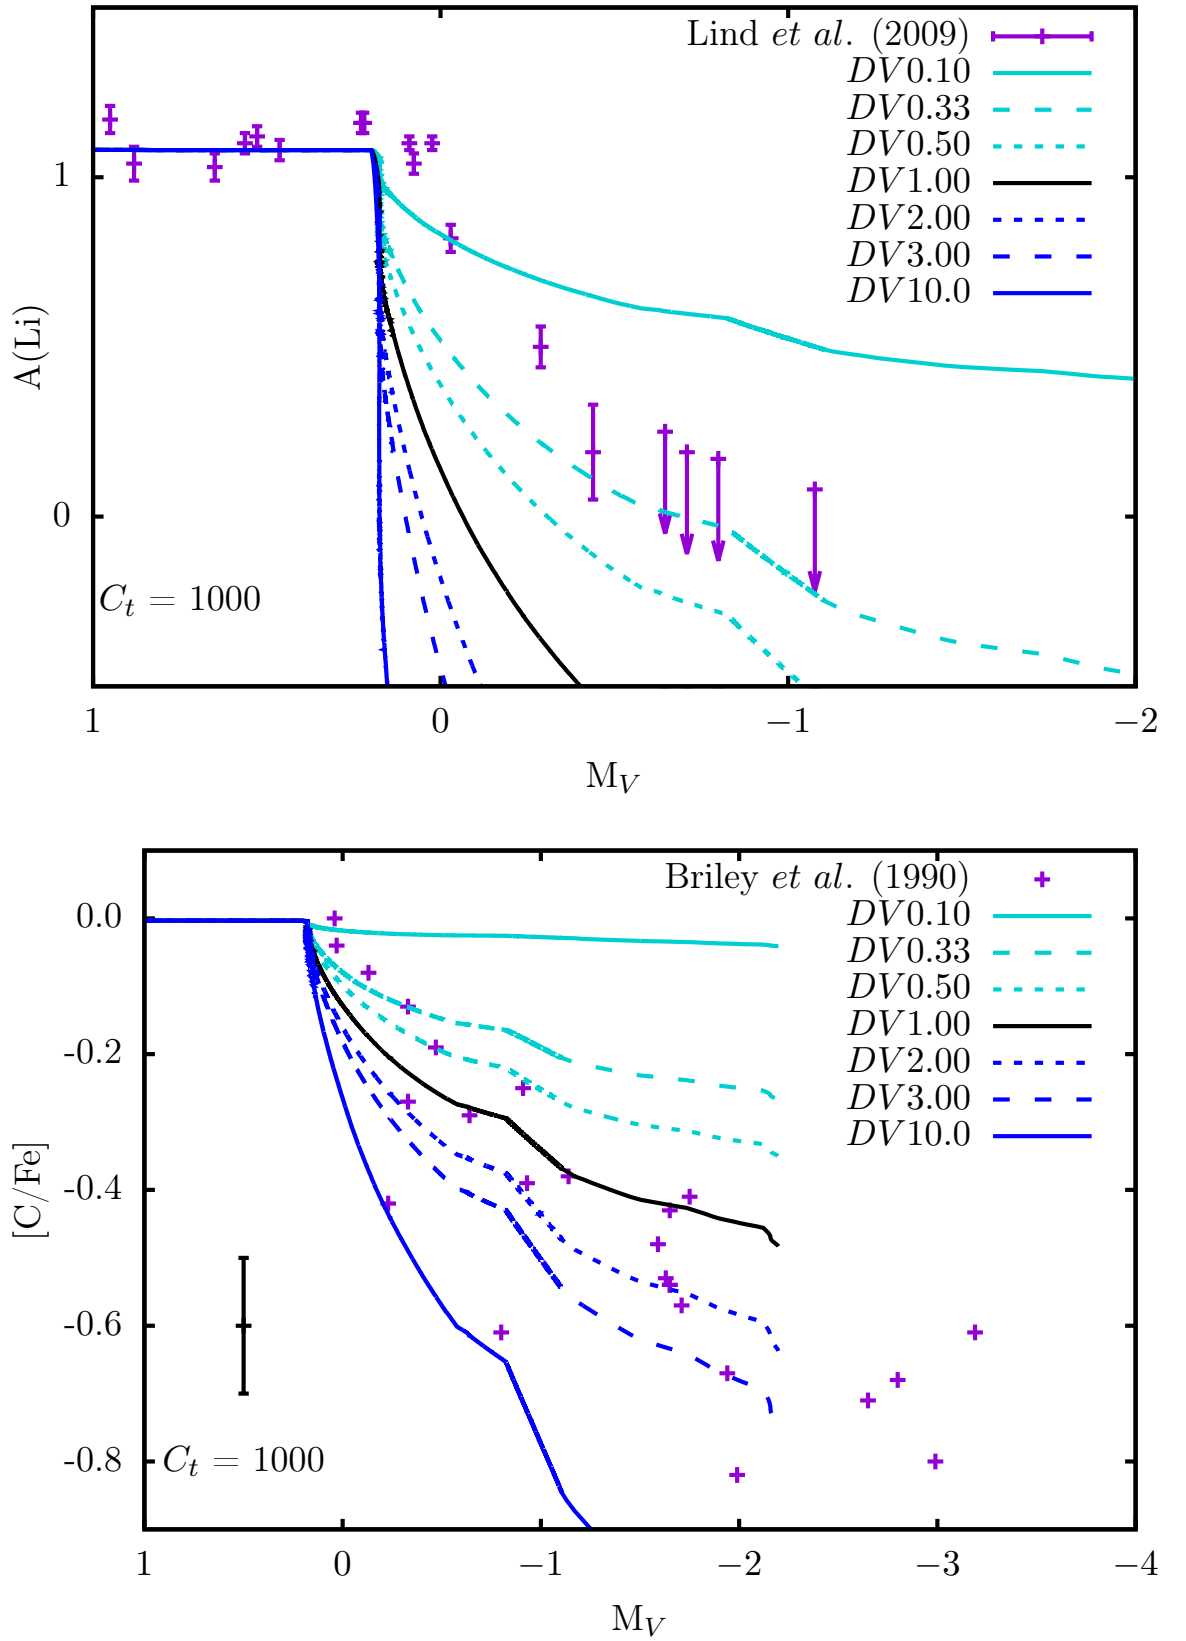 Lind et al. (2009)
DV0.10
DV0.33
DV0.50
DV1.00
DV2.00
DV3.00
DV10.0
1
0
A(Li)
C_t = 1000
1 0 −1 −2
M_V
Briley et al. (1990)
DV0.10
DV0.33
DV0.50
DV1.00
DV2.00
DV3.00
DV10.0
0.0
-0.2
-0.4
-0.6
-0.8
[C/Fe]
C_t = 1000
1 0 −1 −2 −3 −4
M_V